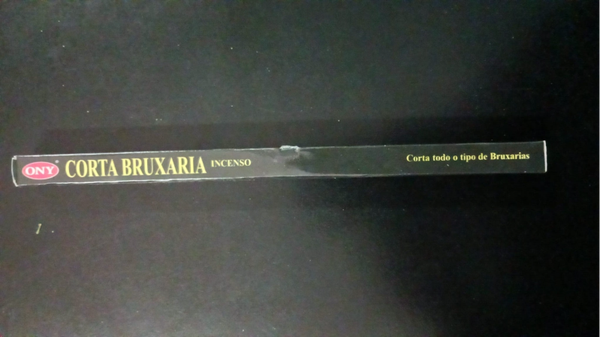 ONY® CORTA BRUXARIA INCENSO Corta todo o tipo de Bruxarias